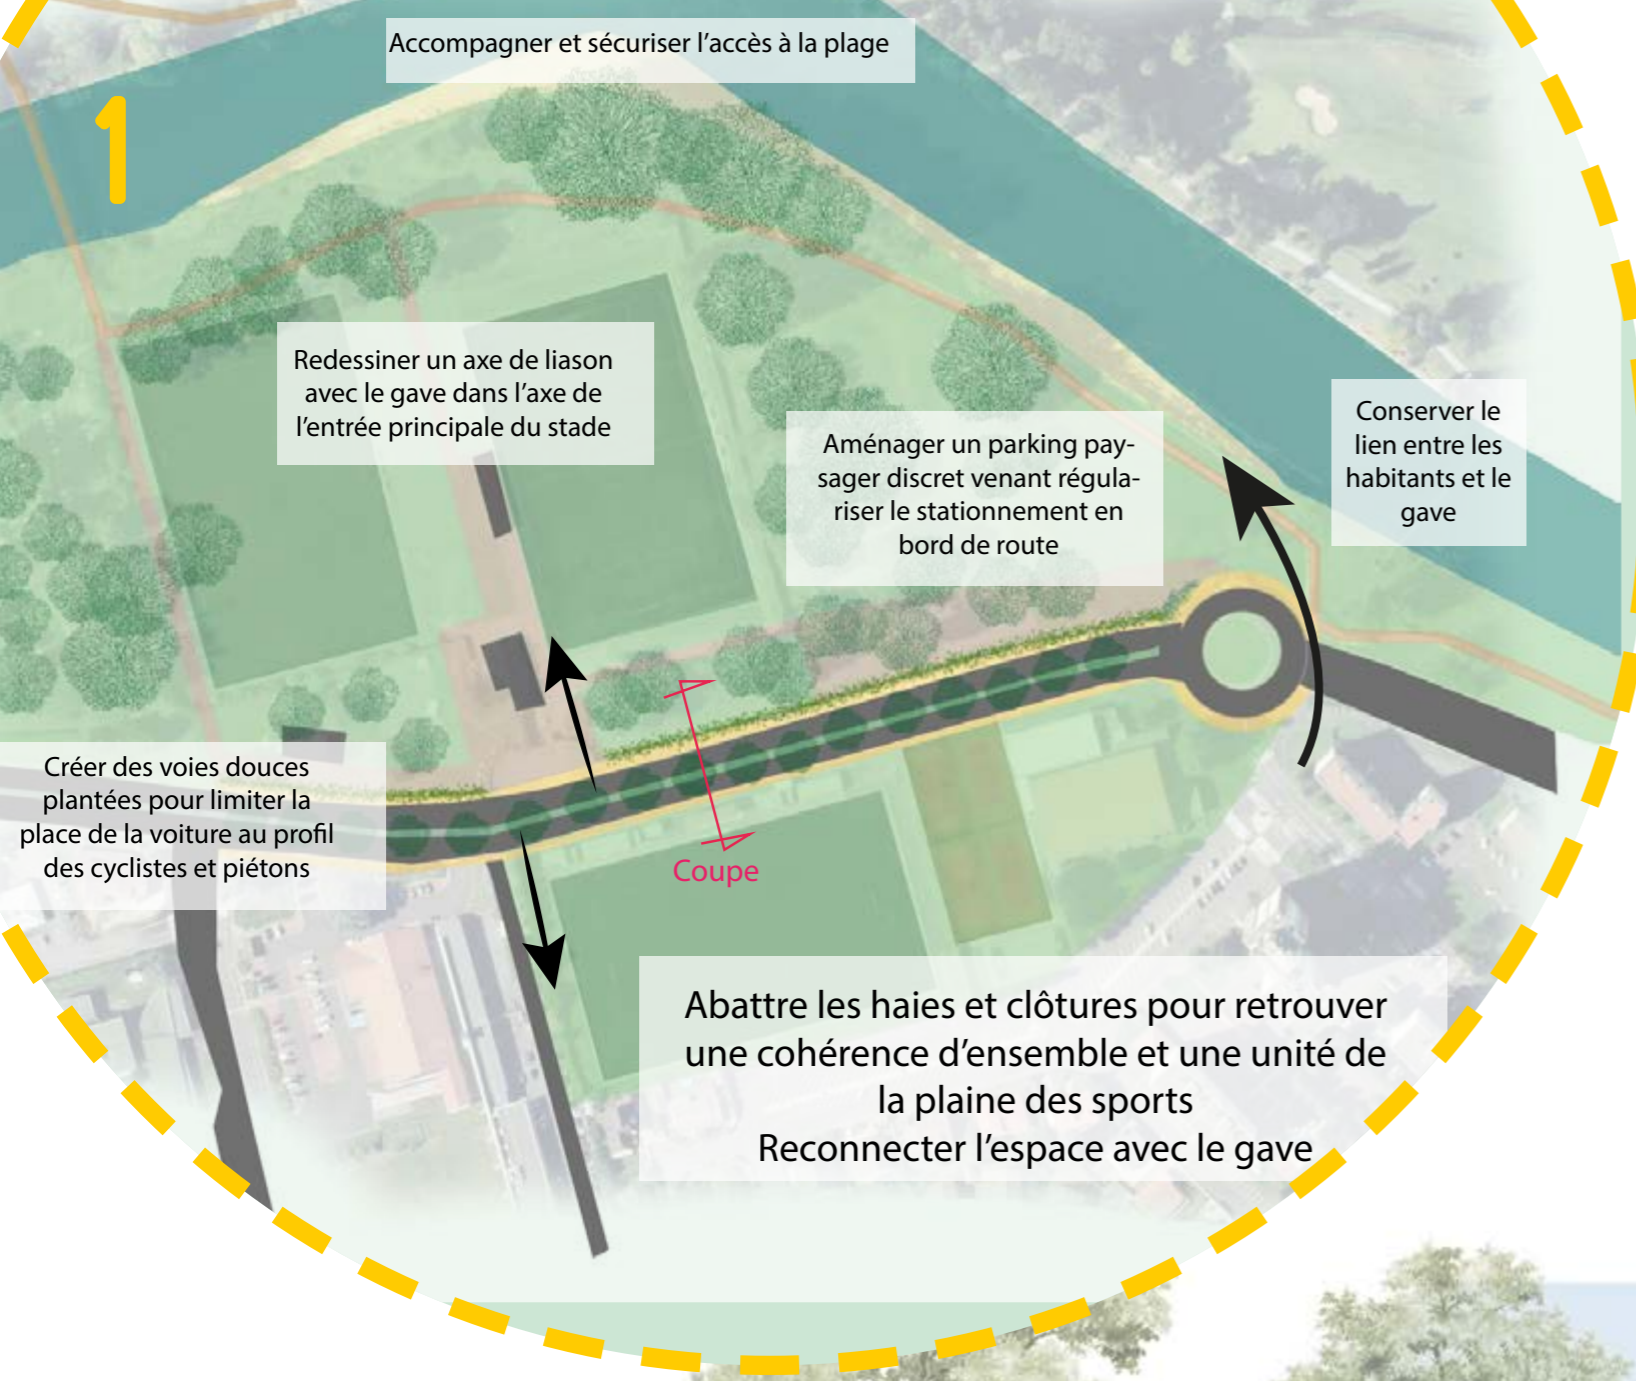 Accompagner et sécuriser l'accès à la plage
1
Redessiner un axe de liason
avec le gave dans l'axe de
l'entrée principale du stade
Aménager un parking pay-
sager discret venant régula-
riser le stationnement en
bord de route
Conserver le
lien entre les
habitants et le
gave
Créer des voies douces
plantées pour limiter la
place de la voiture au profil
des cyclistes et piétons
Coupe
Abattre les haies et clôtures pour retrouver
une cohérence d'ensemble et une unité de
la plaine des sports
Reconnecter l'espace avec le gave